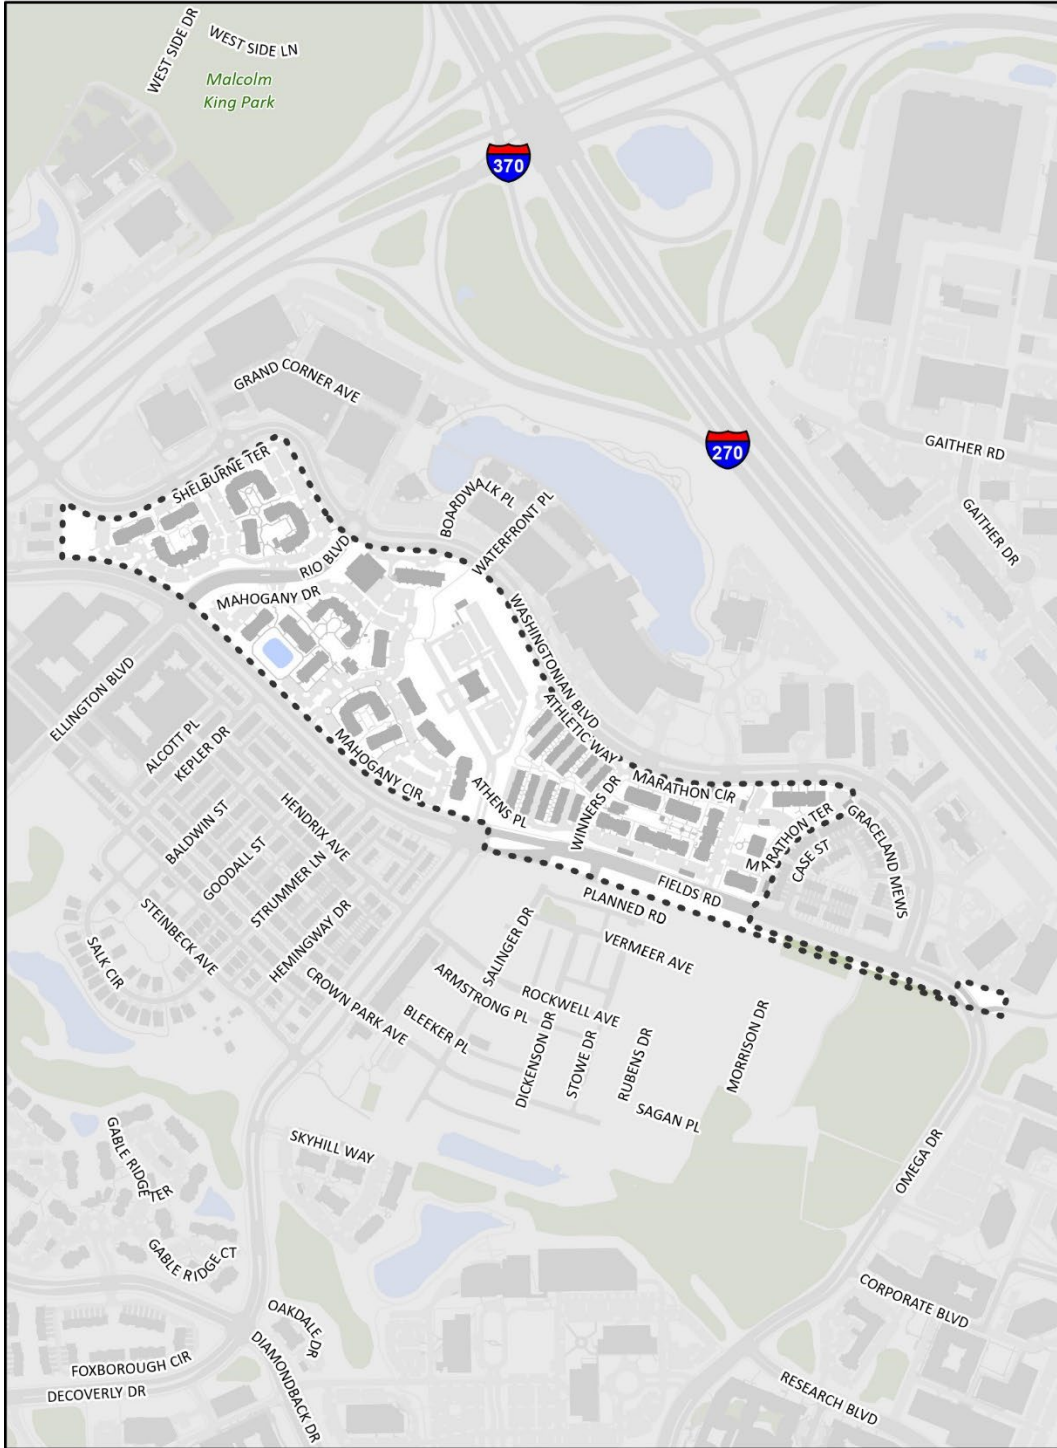 WEST SIDE DR
WEST SIDE LN
Malcolm
King Park
370
GRAND CORNER AVE
270
GAITHER RD
SHELBURNE TER
BOARDWALK PL
WATERFRONT PL
GAITHER DR
RIO BLVD
MAHOGANY DR
WASHINGTONIAN BLVD
ELLINGTON BLVD
ALCOTT PL
KEPLER DR
MAHOGANY CIR
ATHLETIC WAY
ATHENS PL
WINNERS DR
MARATHON CIR
MARATHON TER
GRACELAND MEWS
CASE ST
BALDWIN ST
HENDRIX AVE
GOODALL ST
STRUMMER LN
FIELDS RD
PLANNED RD
STEINBECK AVE
HEMINGWAY DR
SALK CIR
SALINGER DR
VERMEER AVE
CROWN PARK AVE
ARMSTRONG PL
ROCKWELL AVE
BLEEKER PL
DICKENSON DR
STOWE DR
RUBENS DR
MORRISON DR
SAGAN PL
SKYHILL WAY
OMEGA DR
GABLE RIDGE TER
GABLE RIDGE CT
CORPORATE BLVD
OAKDALE DR
DIAMONDBACK DR
FOXBOROUGH CIR
DECOVERLY DR
RESEARCH BLVD